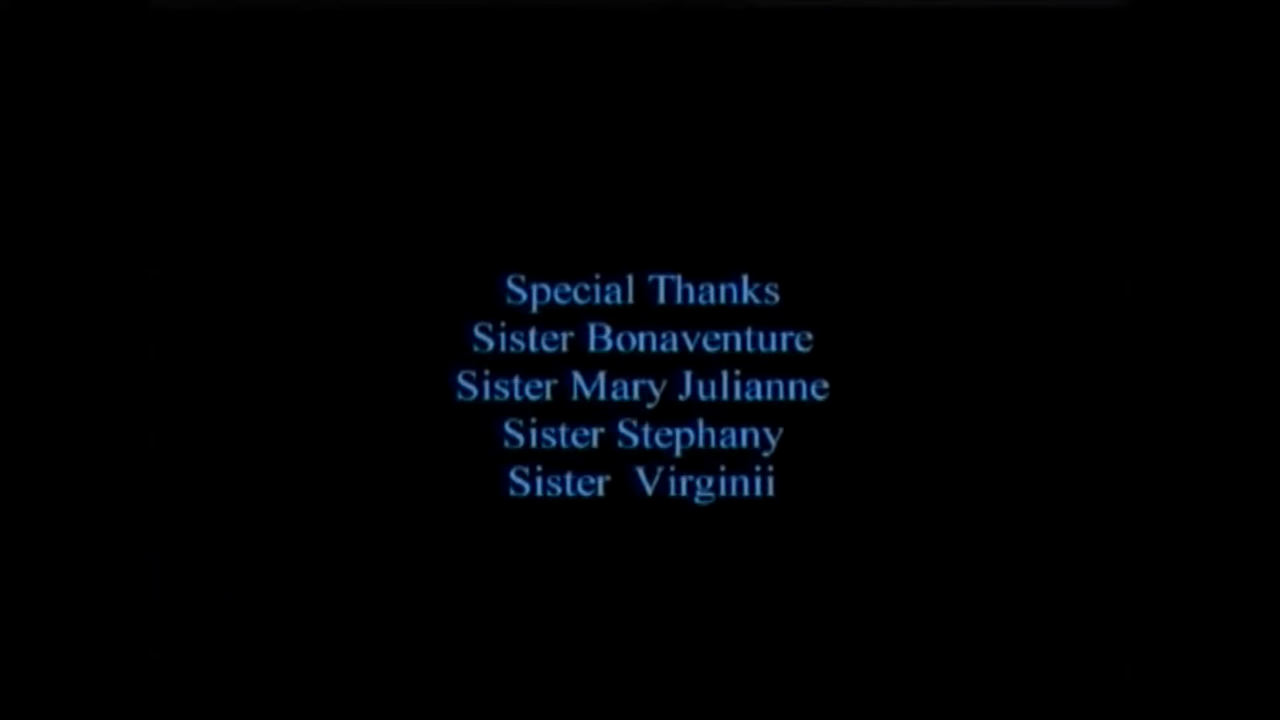 Special Thanks
Sister Bonaventure
Sister Mary Julianne
Sister Stephany
Sister Virginii